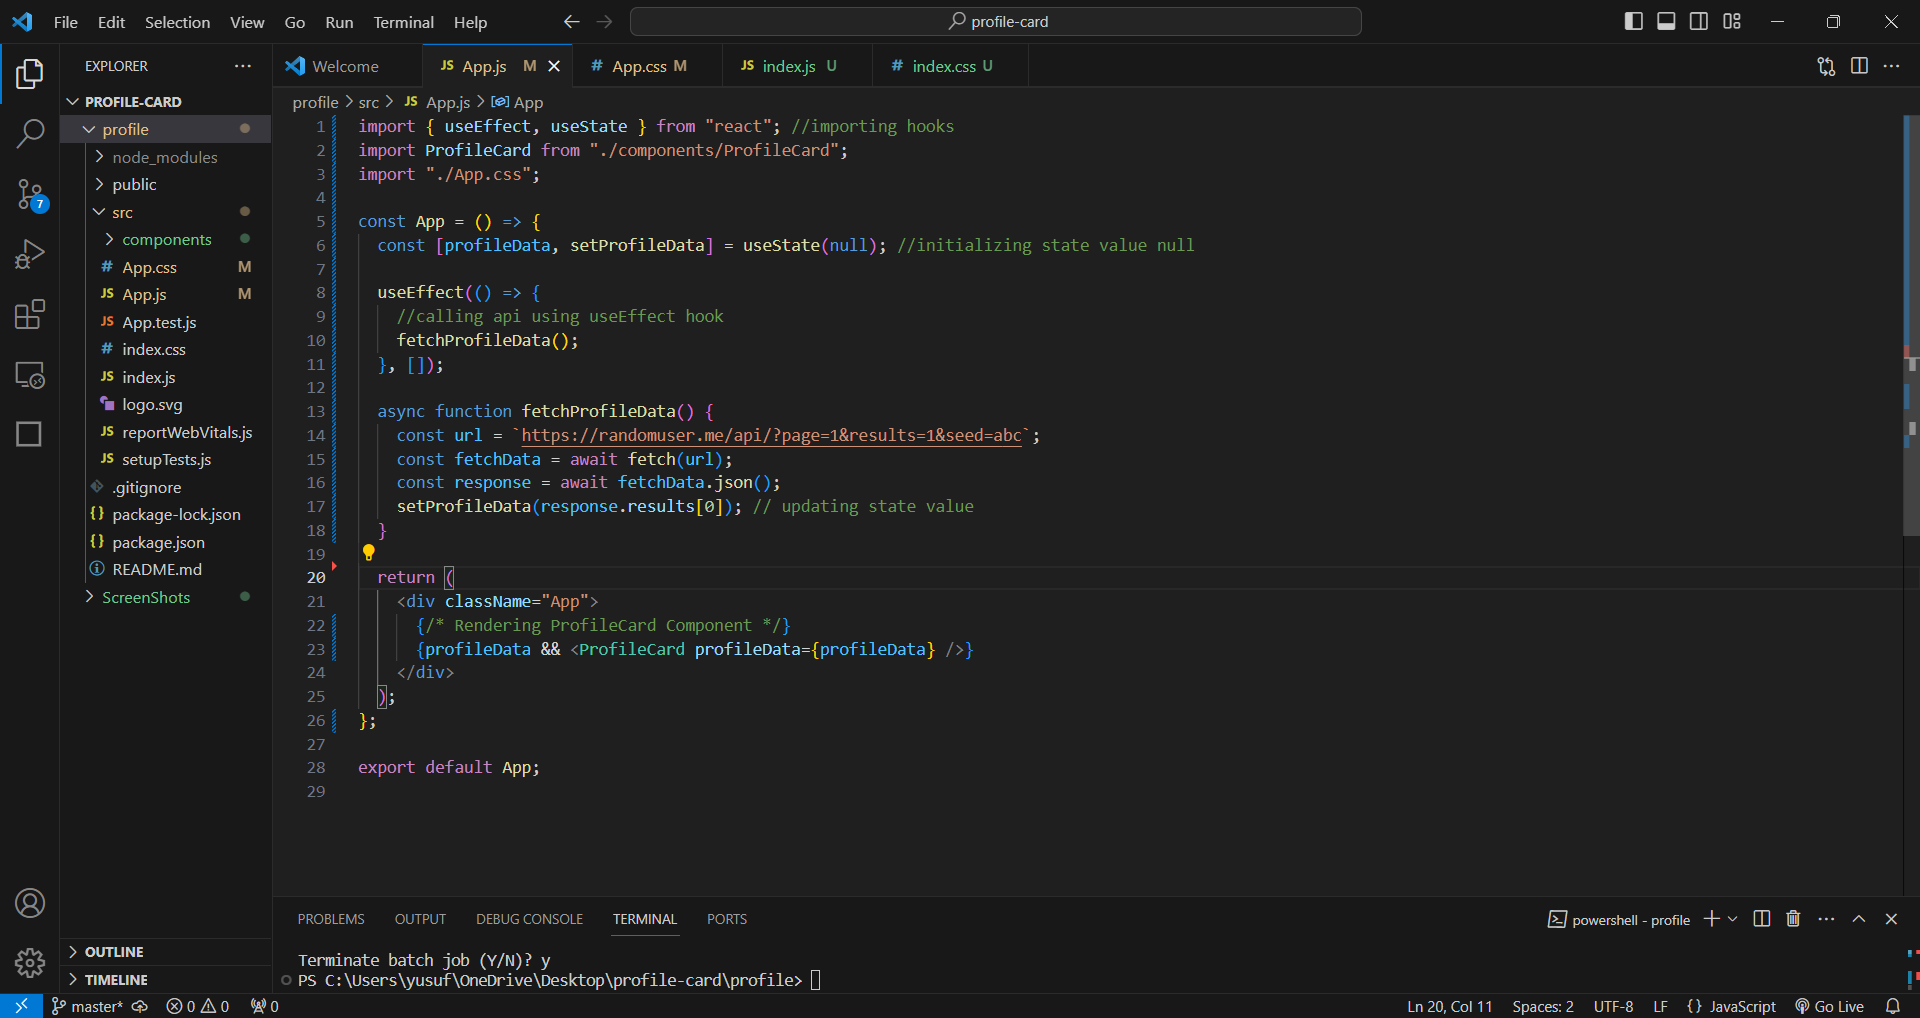 File Edit Selection View Go Run Terminal Help
profile-card
EXPLORER
PROFILE-CARD
profile
node_modules
public
src
components
# App.css M
JS App.js M
JS App.test.js
# index.css
JS index.js
logo.svg
JS reportWebVitals.js
JS setupTests.js
.gitignore
{} package-lock.json
{} package.json
README.md
ScreenShots
OUTLINE
TIMELINE
7
Welcome
JS App.js M
# App.css M
JS index.js U
# index.css U
profile > src > JS App.js > App
1 import { useEffect, useState } from "react"; //importing hooks
2 import ProfileCard from "./components/ProfileCard";
3 import "./App.css";
4
5 const App = () => {
6 const [profileData, setProfileData] = useState(null); //initializing state value null
7
8 useEffect(() => {
9 //calling api using useEffect hook
10 fetchProfileData();
11 }, []);
12
13 async function fetchProfileData() {
14 const url = `https://randomuser.me/api/?page=1&results=1&seed=abc`;
15 const fetchData = await fetch(url);
16 const response = await fetchData.json();
17 setProfileData(response.results[0]); // updating state value
18 }
19
20 return (
21 <div className="App">
22 {/* Rendering ProfileCard Component */}
23 {profileData && <ProfileCard profileData={profileData} />}
24 </div>
25 );
26 };
27
28 export default App;
29
PROBLEMS OUTPUT DEBUG CONSOLE TERMINAL PORTS
powershell - profile
Terminate batch job (Y/N)? y
PS C:\Users\yusuf\OneDrive\Desktop\profile-card\profile>
master* 0 0 0
Ln 20, Col 11 Spaces: 2 UTF-8 LF {} JavaScript Go Live